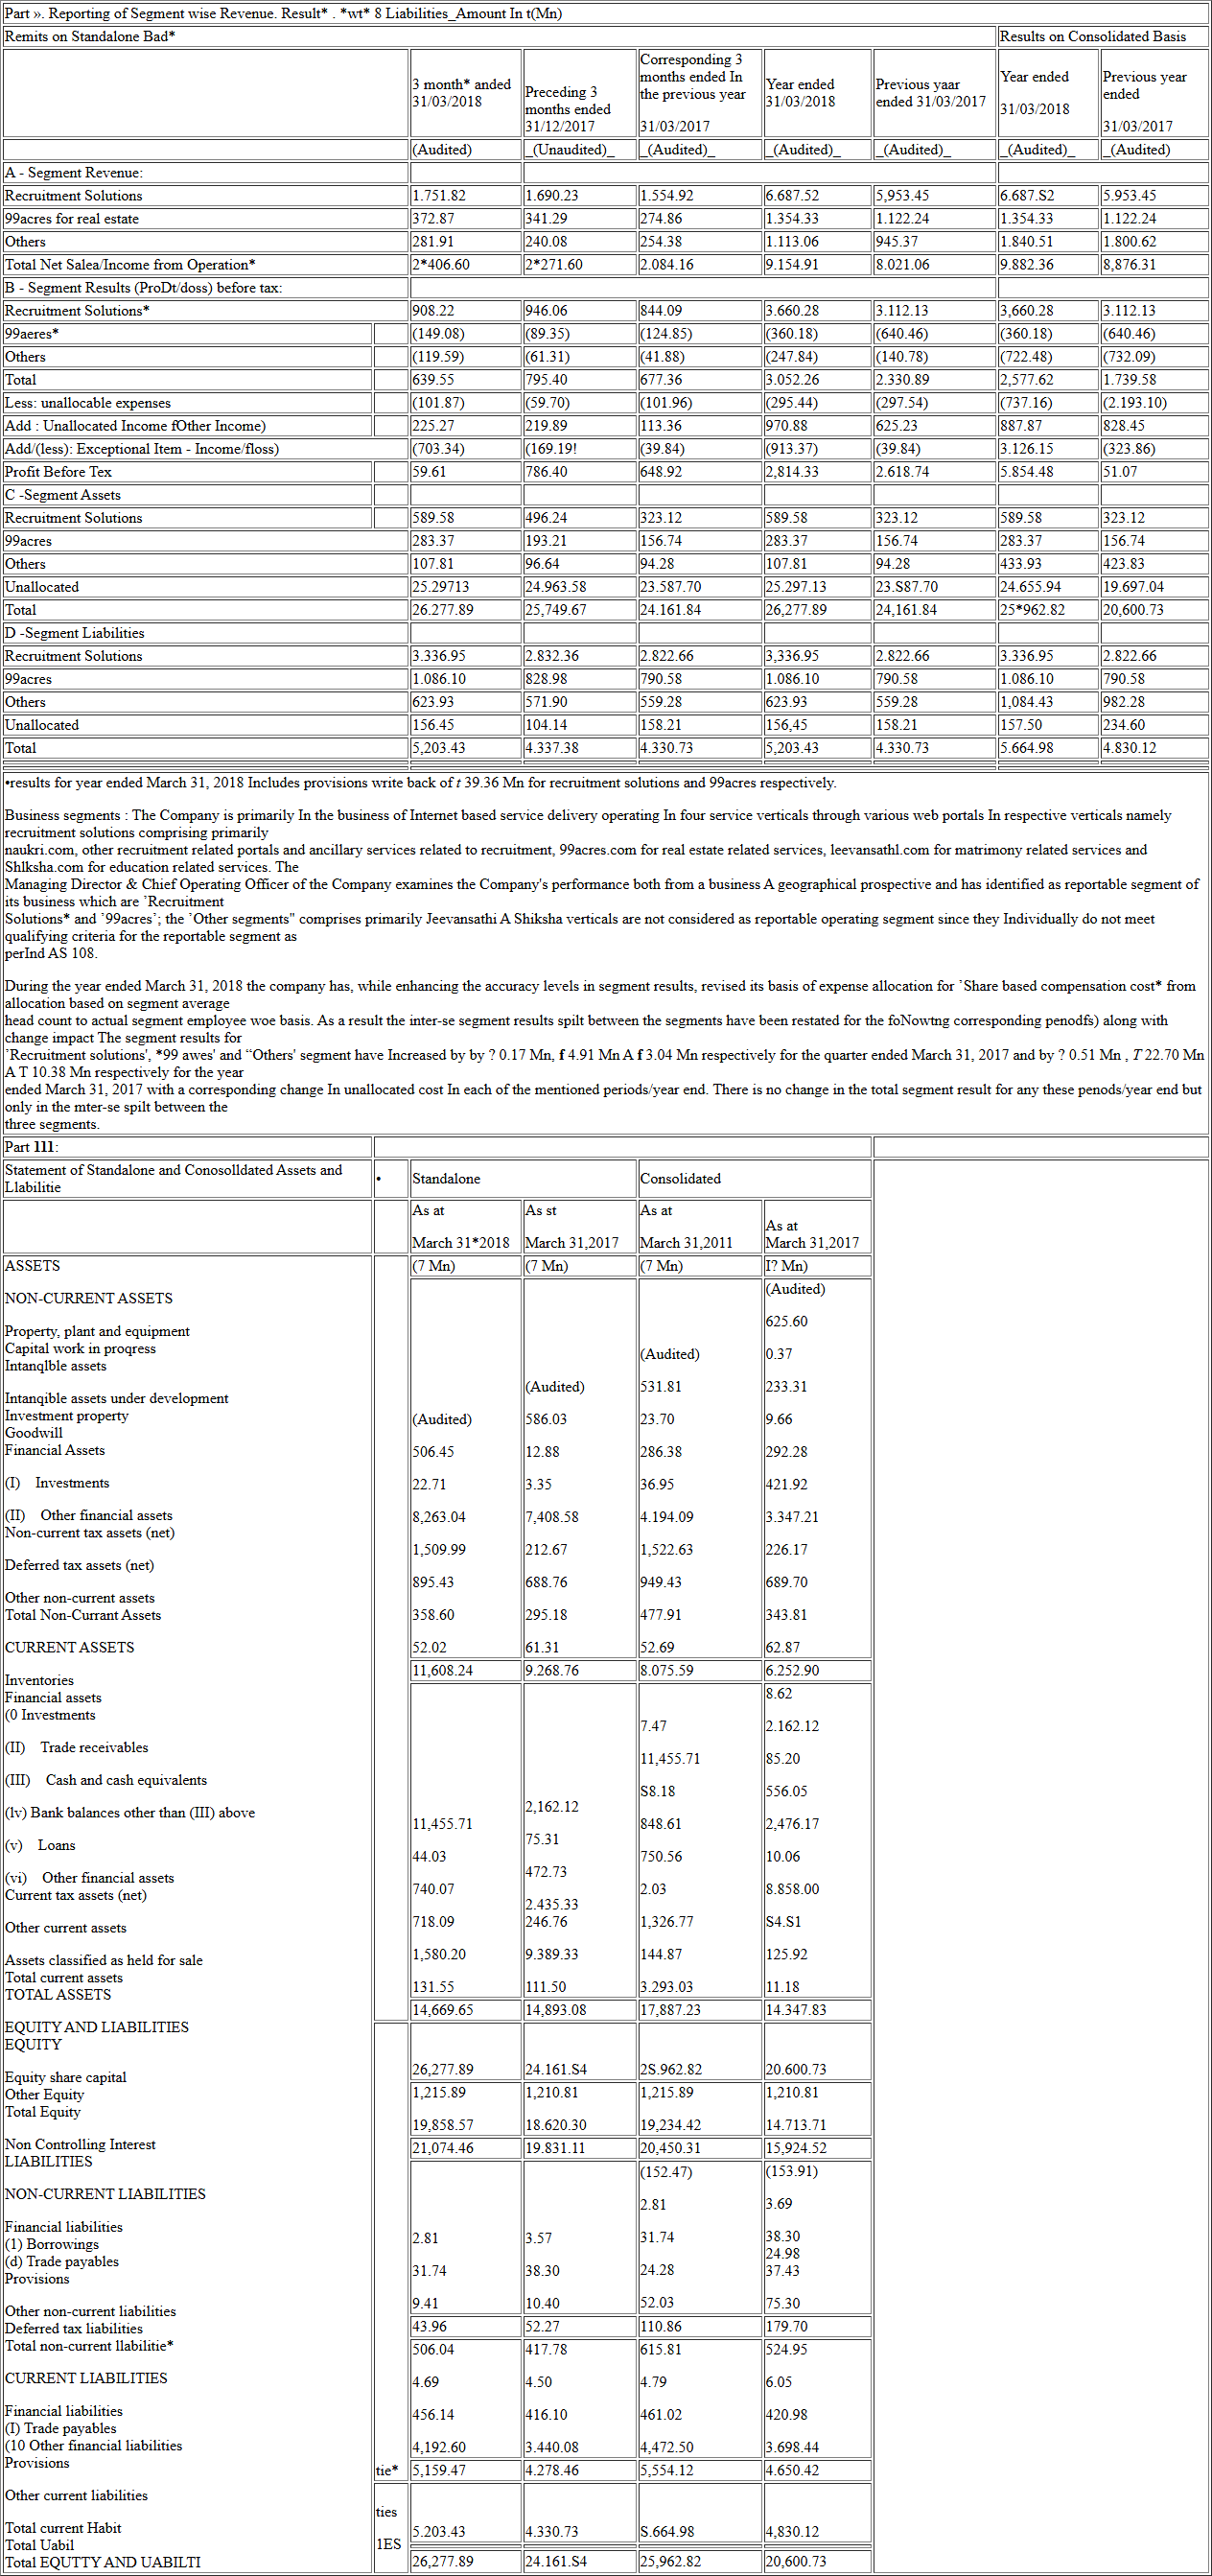 Part ». Reporting of Segment wise Revenue. Result* . *wt* 8 Liabilities_Amount In t(Mn)
Remits on Standalone Bad* Results on Consolidated Basis
3 month* anded 31/03/2018 Preceding 3 months ended 31/12/2017 Corresponding 3 months ended In the previous year 31/03/2017 Year ended 31/03/2018 Previous yaar ended 31/03/2017 Year ended 31/03/2018 Previous year ended 31/03/2017
(Audited) _(Unaudited)_ _(Audited)_ _(Audited)_ _(Audited)_ _(Audited)_ _(Audited)
A - Segment Revenue:
Recruitment Solutions 1.751.82 1.690.23 1.554.92 6.687.52 5,953.45 6.687.S2 5.953.45
99acres for real estate 372.87 341.29 274.86 1.354.33 1.122.24 1.354.33 1.122.24
Others 281.91 240.08 254.38 1.113.06 945.37 1.840.51 1.800.62
Total Net Salea/Income from Operation* 2*406.60 2*271.60 2.084.16 9.154.91 8.021.06 9.882.36 8,876.31
B - Segment Results (ProDt/doss) before tax:
Recruitment Solutions* 908.22 946.06 844.09 3.660.28 3.112.13 3,660.28 3.112.13
99aeres* (149.08) (89.35) (124.85) (360.18) (640.46) (360.18) (640.46)
Others (119.59) (61.31) (41.88) (247.84) (140.78) (722.48) (732.09)
Total 639.55 795.40 677.36 3.052.26 2.330.89 2,577.62 1.739.58
Less: unallocable expenses (101.87) (59.70) (101.96) (295.44) (297.54) (737.16) (2.193.10)
Add : Unallocated Income fOther Income) 225.27 219.89 113.36 970.88 625.23 887.87 828.45
Add/(less): Exceptional Item - Income/floss) (703.34) (169.19! (39.84) (913.37) (39.84) 3.126.15 (323.86)
Profit Before Tex 59.61 786.40 648.92 2,814.33 2.618.74 5.854.48 51.07
C -Segment Assets
Recruitment Solutions 589.58 496.24 323.12 589.58 323.12 589.58 323.12
99acres 283.37 193.21 156.74 283.37 156.74 283.37 156.74
Others 107.81 96.64 94.28 107.81 94.28 433.93 423.83
Unallocated 25.29713 24.963.58 23.587.70 25.297.13 23.S87.70 24.655.94 19.697.04
Total 26.277.89 25,749.67 24.161.84 26,277.89 24,161.84 25*962.82 20,600.73
D -Segment Liabilities
Recruitment Solutions 3.336.95 2.832.36 2.822.66 3,336.95 2.822.66 3.336.95 2.822.66
99acres 1.086.10 828.98 790.58 1.086.10 790.58 1.086.10 790.58
Others 623.93 571.90 559.28 623.93 559.28 1,084.43 982.28
Unallocated 156.45 104.14 158.21 156,45 158.21 157.50 234.60
Total 5,203.43 4.337.38 4.330.73 5,203.43 4.330.73 5.664.98 4.830.12
•results for year ended March 31, 2018 Includes provisions write back of t 39.36 Mn for recruitment solutions and 99acres respectively.
Business segments : The Company is primarily In the business of Internet based service delivery operating In four service verticals through various web portals In respective verticals namely
recruitment solutions comprising primarily
naukri.com, other recruitment related portals and ancillary services related to recruitment, 99acres.com for real estate related services, leevansathl.com for matrimony related services and
Shlksha.com for education related services. The
Managing Director & Chief Operating Officer of the Company examines the Company's performance both from a business A geographical prospective and has identified as reportable segment of
its business which are ’Recruitment
Solutions* and ’99acres’; the ’Other segments" comprises primarily Jeevansathi A Shiksha verticals are not considered as reportable operating segment since they Individually do not meet
qualifying criteria for the reportable segment as
perInd AS 108.
During the year ended March 31, 2018 the company has, while enhancing the accuracy levels in segment results, revised its basis of expense allocation for ’Share based compensation cost* from
allocation based on segment average
head count to actual segment employee woe basis. As a result the inter-se segment results spilt between the segments have been restated for the foNowtng corresponding penodfs) along with
change impact The segment results for
’Recruitment solutions', *99 awes' and “Others' segment have Increased by by ? 0.17 Mn, f 4.91 Mn A f 3.04 Mn respectively for the quarter ended March 31, 2017 and by ? 0.51 Mn , T 22.70 Mn
A T 10.38 Mn respectively for the year
ended March 31, 2017 with a corresponding change In unallocated cost In each of the mentioned periods/year end. There is no change in the total segment result for any these penods/year end but
only in the mter-se spilt between the
three segments.
Part 111:
Statement of Standalone and Conosolldated Assets and Llabilitie • Standalone Consolidated
As at March 31*2018 As st March 31,2017 As at March 31,2011 As at March 31,2017
ASSETS
NON-CURRENT ASSETS
Property, plant and equipment
Capital work in proqress
Intanqlble assets
Intanqible assets under development
Investment property
Goodwill
Financial Assets
(I) Investments
(II) Other financial assets
Non-current tax assets (net)
Deferred tax assets (net)
Other non-current assets
Total Non-Currant Assets
CURRENT ASSETS
Inventories
Financial assets
(0 Investments
(II) Trade receivables
(III) Cash and cash equivalents
(lv) Bank balances other than (III) above
(v) Loans
(vi) Other financial assets
Current tax assets (net)
Other current assets
Assets classified as held for sale
Total current assets
TOTAL ASSETS
EQUITY AND LIABILITIES
EQUITY
Equity share capital
Other Equity
Total Equity
Non Controlling Interest
LIABILITIES
NON-CURRENT LIABILITIES
Financial liabilities
(1) Borrowings
(d) Trade payables
Provisions
Other non-current liabilities
Deferred tax liabilities
Total non-current llabilitie*
CURRENT LIABILITIES
Financial liabilities
(I) Trade payables
(10 Other financial liabilities
Provisions
Other current liabilities
Total current Habit
Total Uabil
Total EQUTTY AND UABILTI
(7 Mn) (7 Mn) (7 Mn) I? Mn)
(Audited)
506.45
22.71
8,263.04
1,509.99
895.43
358.60
52.02
(Audited)
586.03
12.88
3.35
7,408.58
212.67
688.76
295.18
61.31
(Audited)
531.81
23.70
286.38
36.95
4.194.09
1,522.63
949.43
477.91
52.69
(Audited)
625.60
0.37
233.31
9.66
292.28
421.92
3.347.21
226.17
689.70
343.81
62.87
11,608.24 9.268.76 8.075.59 6.252.90
11,455.71
44.03
740.07
718.09
1,580.20
131.55
2,162.12
75.31
472.73
2.435.33
246.76
9.389.33
111.50
7.47
11,455.71
S8.18
848.61
750.56
2.03
1,326.77
144.87
3.293.03
8.62
2.162.12
85.20
556.05
2,476.17
10.06
8.858.00
S4.S1
125.92
11.18
14,669.65 14,893.08 17,887.23 14.347.83
26,277.89 24.161.S4 2S.962.82 20.600.73
1,215.89 1,210.81 1,215.89 1,210.81
19,858.57 18.620.30 19,234.42 14.713.71
21,074.46 19.831.11 20,450.31 15,924.52
2.81
31.74
9.41
3.57
38.30
10.40
(152.47)
2.81
31.74
24.28
52.03
(153.91)
3.69
38.30
24.98
37.43
75.30
43.96 52.27 110.86 179.70
506.04 417.78 615.81 524.95
4.69 4.50 4.79 6.05
456.14 416.10 461.02 420.98
4,192.60 3.440.08 4,472.50 3.698.44
tie* 5,159.47 4.278.46 5,554.12 4.650.42
ties
5.203.43 4.330.73 S.664.98 4,830.12
1ES
26,277.89 24.161.S4 25,962.82 20,600.73